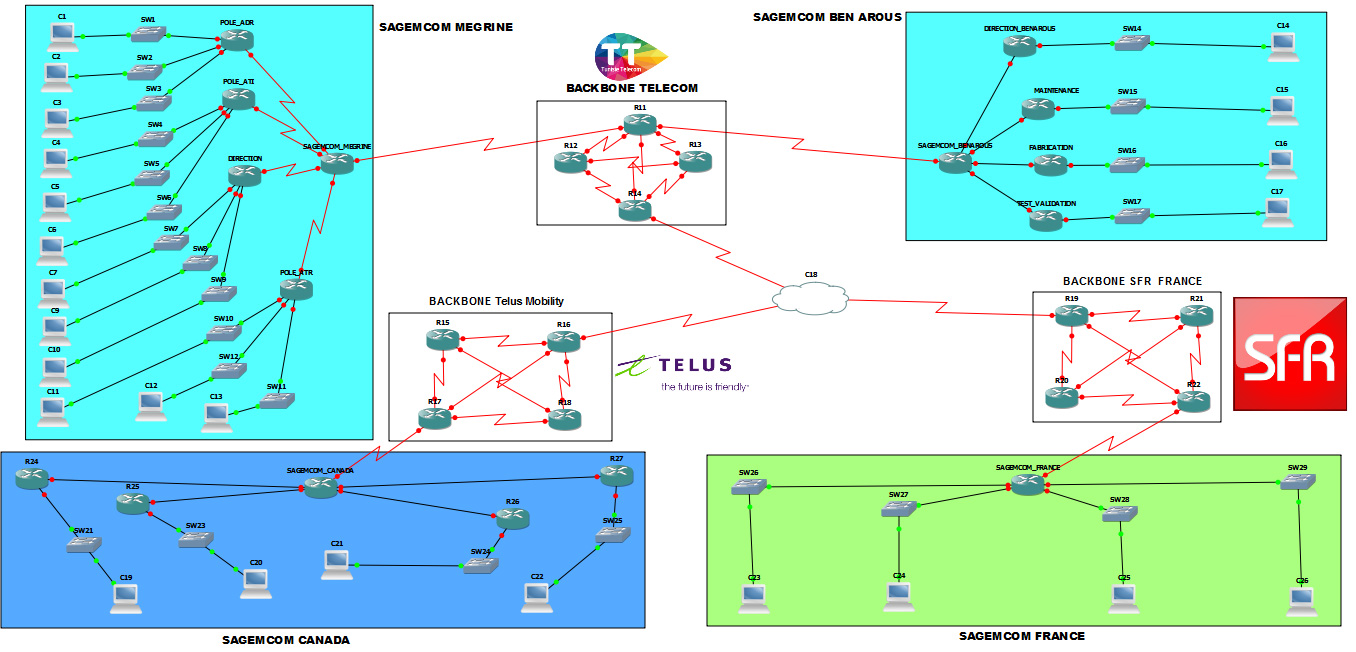 SAGEMCOM MEGRINE
C1
SW1
POLE_ADR
C2
SW2
C3
SW3
POLE_ATI
C4
SW4
C5
SW5
DIRECTION
SAGEMCOM_MEGRINE
C6
SW6
C7
SW7
SW8
C9
SW9
POLE_RTR
C10
SW10
C11
SW12
C12
SW11
C13
TT
Tunisie Telecom
BACKBONE TELECOM
R11
R12
R13
R14
SAGEMCOM BEN AROUS
DIRECTION_BENAROUS
SW14
C14
MAINTENANCE
SW15
C15
SAGEMCOM_BENAROUS
FABRICATION
SW16
C16
TEST_VALIDATION
SW17
C17
C18
BACKBONE Telus Mobility
R15
R16
R17
R18
TELUS
the future is friendly
BACKBONE SFR FRANCE
R19
R21
R20
R22
SFR
R24
SAGEMCOM_CANADA
R27
R25
R26
SW21
SW23
SW24
SW25
C19
C20
C21
C22
SAGEMCOM CANADA
SW26
SAGEMCOM_FRANCE
SW29
SW27
SW28
C23
C24
C25
C26
SAGEMCOM FRANCE